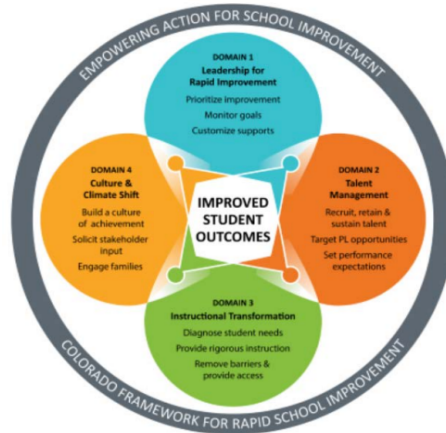 EMPOWERING ACTION FOR SCHOOL IMPROVEMENT
DOMAIN 1
Leadership for
Rapid Improvement
Prioritize improvement
Monitor goals
Customize supports
DOMAIN 4
Culture &
Climate Shift
Build a culture
of achievement
Solicit stakeholder
input
Engage families
IMPROVED
STUDENT
OUTCOMES
DOMAIN 2
Talent
Management
Recruit, retain &
sustain talent
Target PL opportunities
Set performance
expectations
DOMAIN 3
Instructional Transformation
Diagnose student needs
Provide rigorous instruction
Remove barriers &
provide access
COLORADO FRAMEWORK FOR RAPID SCHOOL IMPROVEMENT